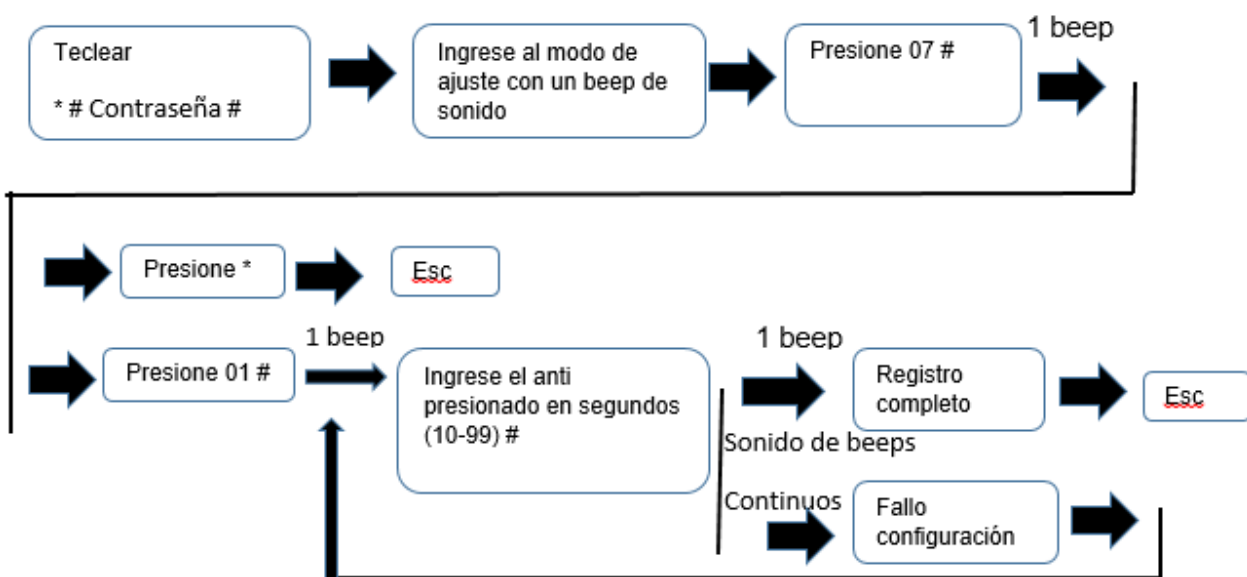 Teclear
* # Contraseña #
Ingrese al modo de
ajuste con un beep de
sonido
Presione 07 #
1 beep
Presione *
Esc
Presione 01 #
1 beep
Ingrese el anti
presionado en segundos
(10-99) #
1 beep
Registro
completo
Esc
Sonido de beeps
Continuos
Fallo
configuración